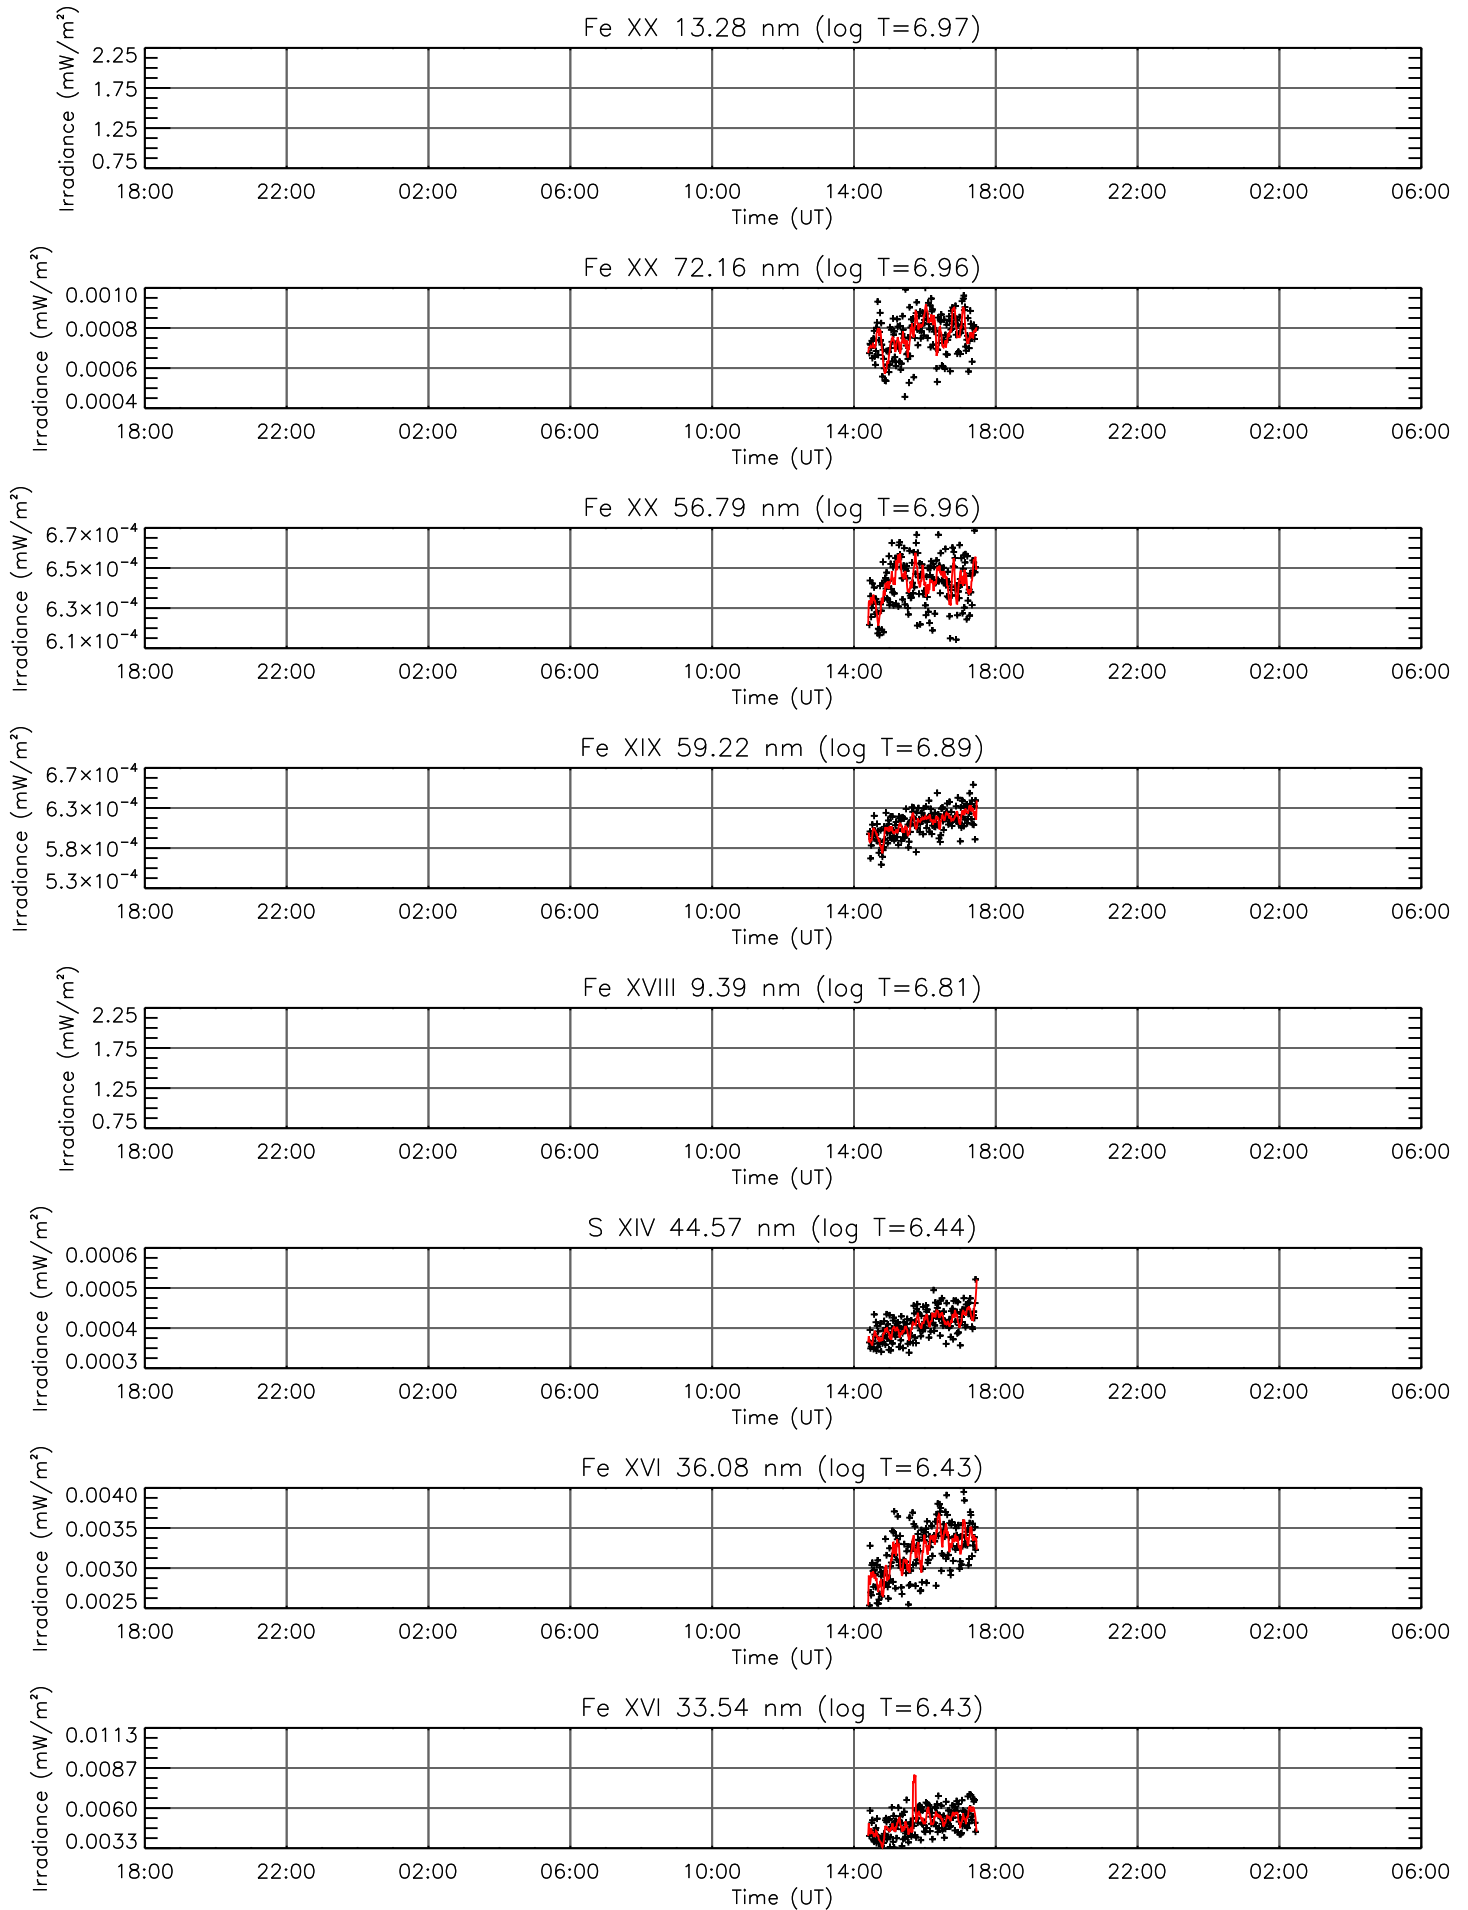 Fe XX 13.28 nm (log T=6.97)
Irradiance (mW/m²)
2.25
1.75
1.25
0.75
18:00 22:00 02:00 06:00 10:00 14:00 18:00 22:00 02:00 06:00
Time (UT)
Fe XX 72.16 nm (log T=6.96)
Irradiance (mW/m²)
0.0010
0.0008
0.0006
0.0004
18:00 22:00 02:00 06:00 10:00 14:00 18:00 22:00 02:00 06:00
Time (UT)
Fe XX 56.79 nm (log T=6.96)
Irradiance (mW/m²)
6.7×10⁻⁴
6.5×10⁻⁴
6.3×10⁻⁴
6.1×10⁻⁴
18:00 22:00 02:00 06:00 10:00 14:00 18:00 22:00 02:00 06:00
Time (UT)
Fe XIX 59.22 nm (log T=6.89)
Irradiance (mW/m²)
6.7×10⁻⁴
6.3×10⁻⁴
5.8×10⁻⁴
5.3×10⁻⁴
18:00 22:00 02:00 06:00 10:00 14:00 18:00 22:00 02:00 06:00
Time (UT)
Fe XVIII 9.39 nm (log T=6.81)
Irradiance (mW/m²)
2.25
1.75
1.25
0.75
18:00 22:00 02:00 06:00 10:00 14:00 18:00 22:00 02:00 06:00
Time (UT)
S XIV 44.57 nm (log T=6.44)
Irradiance (mW/m²)
0.0006
0.0005
0.0004
0.0003
18:00 22:00 02:00 06:00 10:00 14:00 18:00 22:00 02:00 06:00
Time (UT)
Fe XVI 36.08 nm (log T=6.43)
Irradiance (mW/m²)
0.0040
0.0035
0.0030
0.0025
18:00 22:00 02:00 06:00 10:00 14:00 18:00 22:00 02:00 06:00
Time (UT)
Fe XVI 33.54 nm (log T=6.43)
Irradiance (mW/m²)
0.0113
0.0087
0.0060
0.0033
18:00 22:00 02:00 06:00 10:00 14:00 18:00 22:00 02:00 06:00
Time (UT)